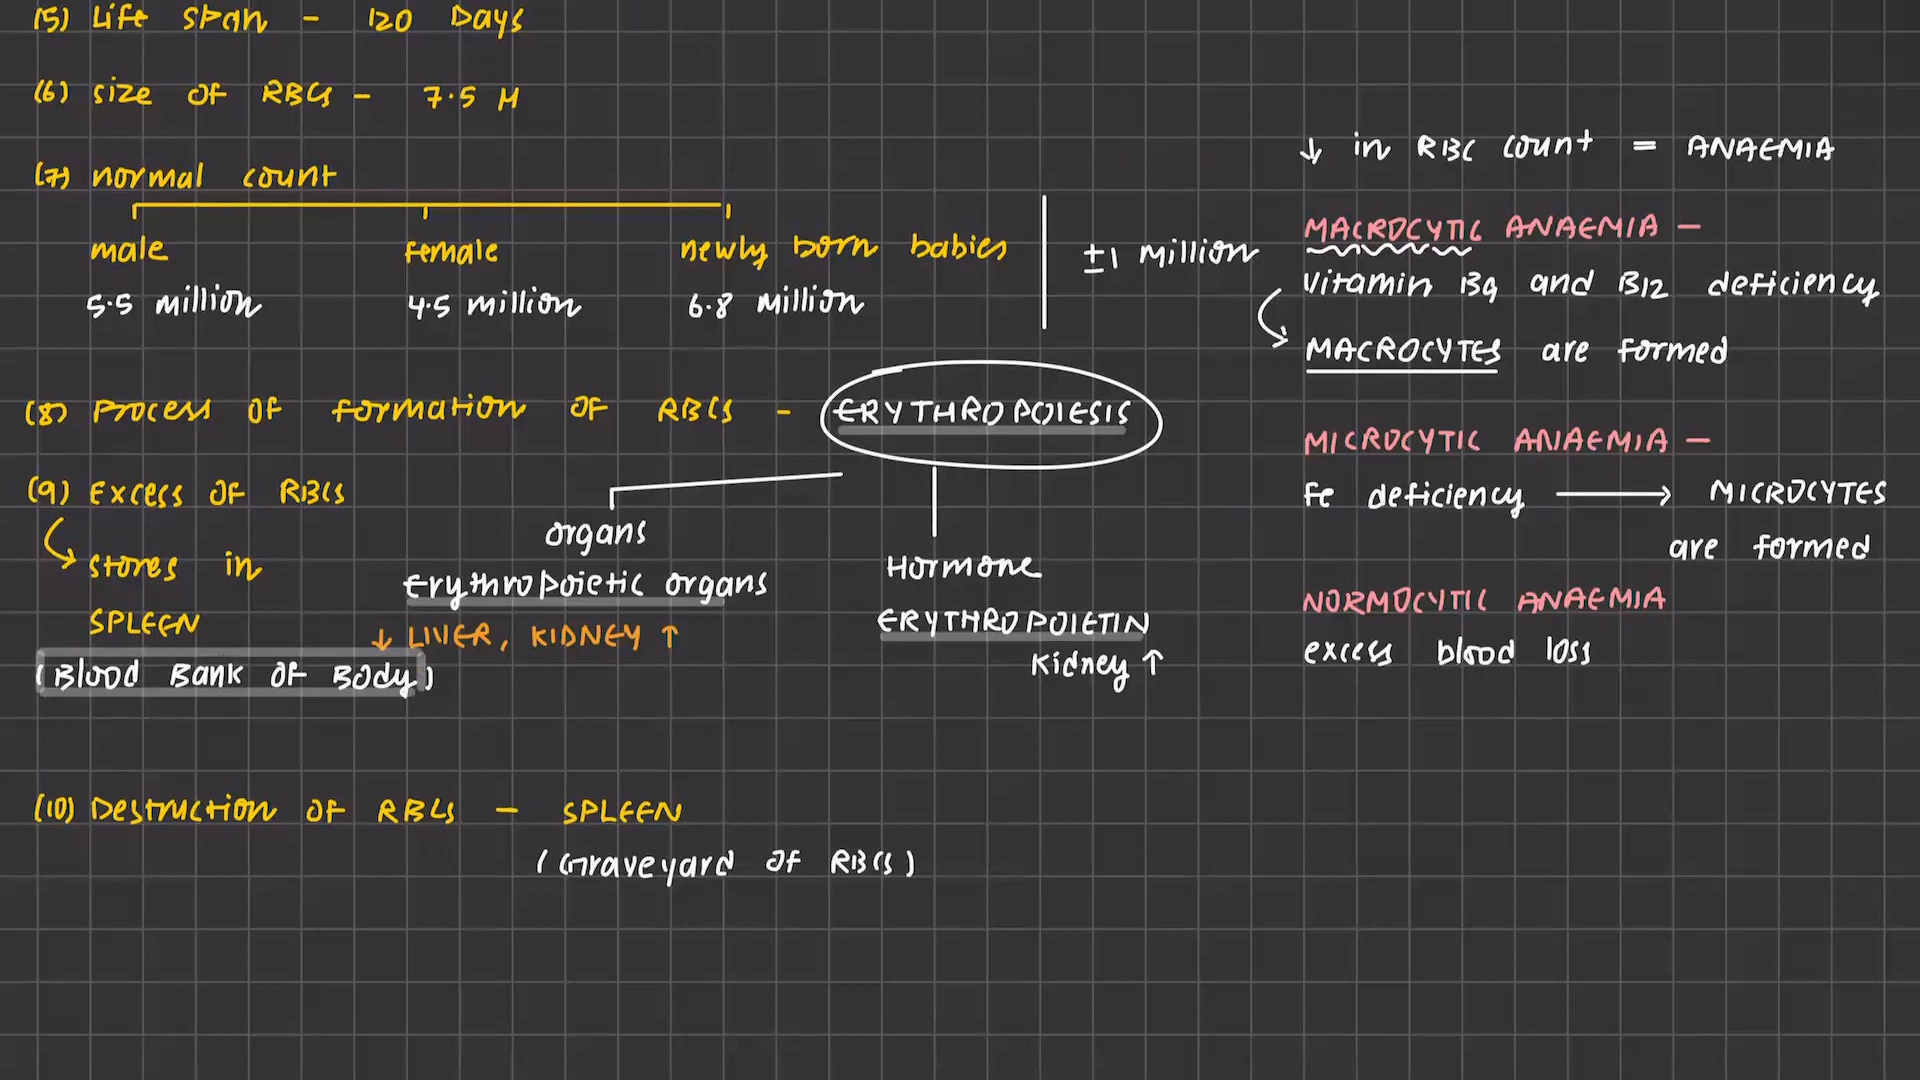 (5) Life span - 120 Days
(6) size of RBCs - 7.5 μ
(7) normal count
male female newly born babies
5.5 million 4.5 million 6.8 million
±1 million
(8) Process of formation of RBCs - ERYTHROPOIESIS
(9) Excess of RBCs
stores in
SPLEEN
(Blood Bank of Body)
organs
Erythropoietic organs
↓ LIVER, KIDNEY ↑
Hormone
ERYTHROPOIETIN
Kidney ↑
(10) Destruction of RBCs - SPLEEN
(Graveyard of RBCs)
↓ in RBC count = ANAEMIA
MACROCYTIC ANAEMIA -
Vitamin B9 and B12 deficiency
MACROCYTES are formed
MICROCYTIC ANAEMIA -
Fe deficiency → MICROCYTES
are formed
NORMOCYTIC ANAEMIA
excess blood loss